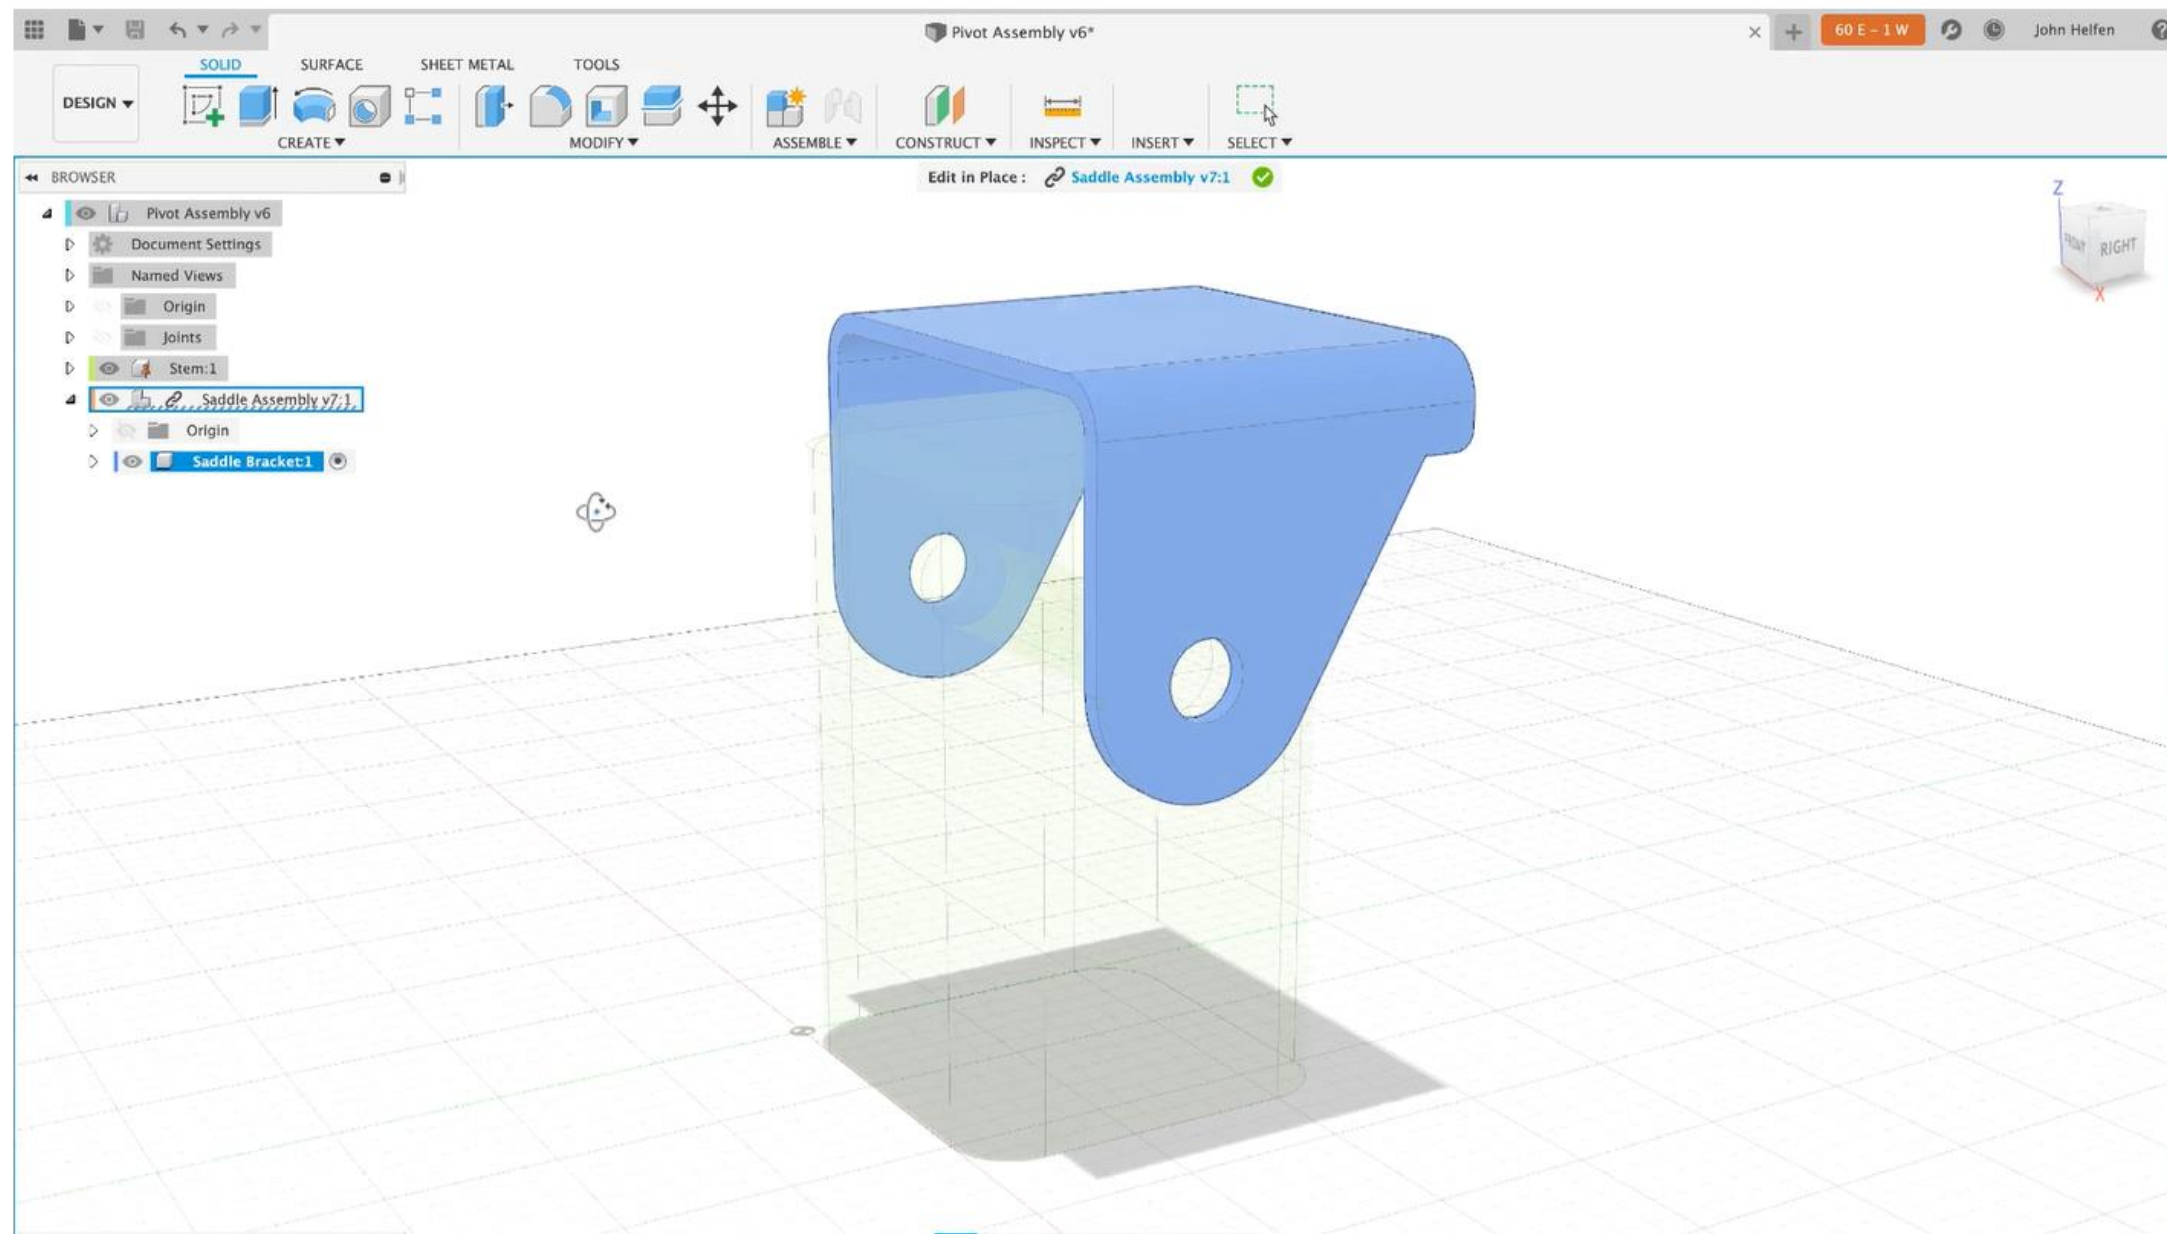 Pivot Assembly v6*
60 E – 1 W
John Helfen
SOLID SURFACE SHEET METAL TOOLS
DESIGN
CREATE MODIFY ASSEMBLE CONSTRUCT INSPECT INSERT SELECT
BROWSER
Edit in Place : Saddle Assembly v7:1
Pivot Assembly v6
Document Settings
Named Views
Origin
Joints
Stem:1
Saddle Assembly v7:1
Origin
Saddle Bracket:1
Z
FRONT RIGHT
X